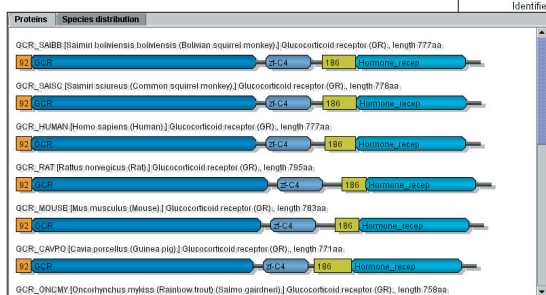 Identifie
Proteins Species distribution
GCR_SAIBB [Saimiri boliviensis boliviensis (Bolivian squirrel monkey).] Glucocorticoid receptor (GR)., length 777aa
92 GCR zf-C4 186 Hormone_recep
GCR_SAISC [Saimiri sciureus (Common squirrel monkey).] Glucocorticoid receptor (GR)., length 778aa
92 GCR zf-C4 186 Hormone_recep
GCR_HUMAN [Homo sapiens (Human).] Glucocorticoid receptor (GR)., length 777aa
92 GCR zf-C4 186 Hormone_recep
GCR_RAT [Rattus norvegicus (Rat).] Glucocorticoid receptor (GR)., length 795aa
92 GCR zf-C4 186 Hormone_recep
GCR_MOUSE [Mus musculus (Mouse).] Glucocorticoid receptor (GR)., length 783aa
92 GCR zf-C4 186 Hormone_recep
GCR_CAVPO [Cavia porcellus (Guinea pig).] Glucocorticoid receptor (GR)., length 771aa
92 GCR zf-C4 186 Hormone_recep
GCR_ONCMY [Oncorhynchus mykiss (Rainbow trout) (Salmo gairdneri).] Glucocorticoid receptor (GR)., length 758aa